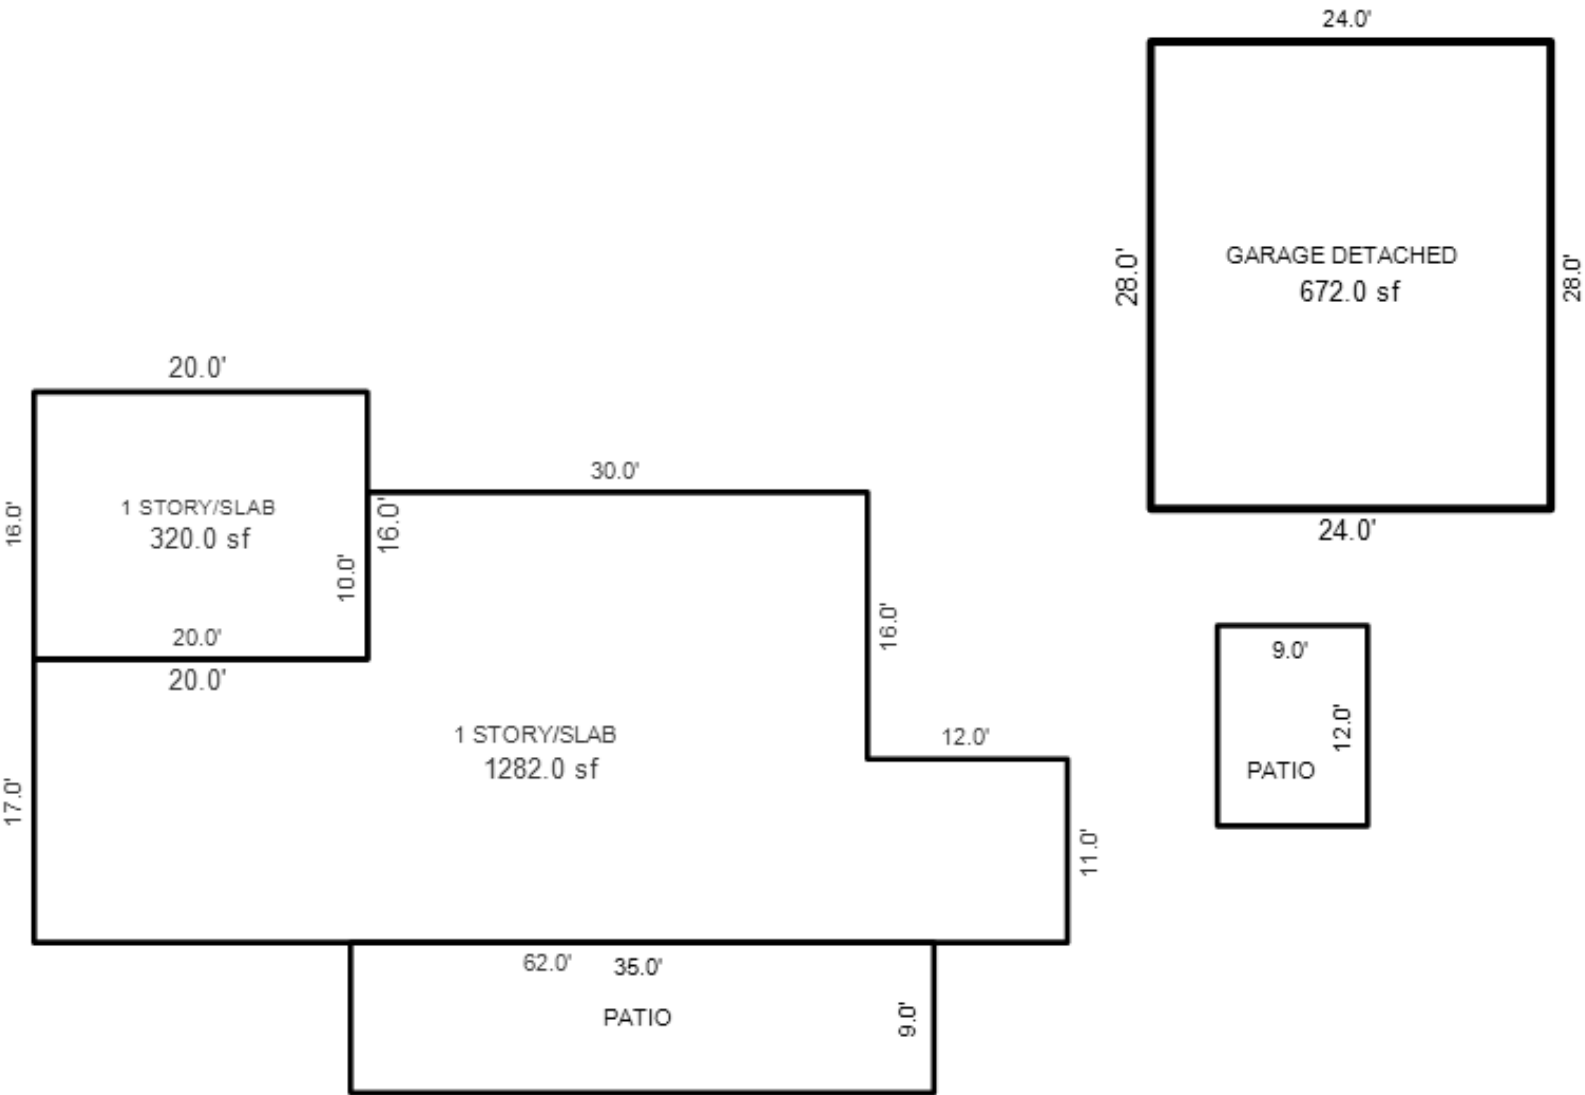 24.0'
28.0'
GARAGE DETACHED
672.0 sf
28.0'
24.0'
20.0'
16.0'
1 STORY/SLAB
320.0 sf
10.0'
16.0'
20.0'
20.0'
30.0'
16.0'
12.0'
1 STORY/SLAB
1282.0 sf
17.0'
11.0'
62.0'
35.0'
PATIO
9.0'
9.0'
12.0'
PATIO